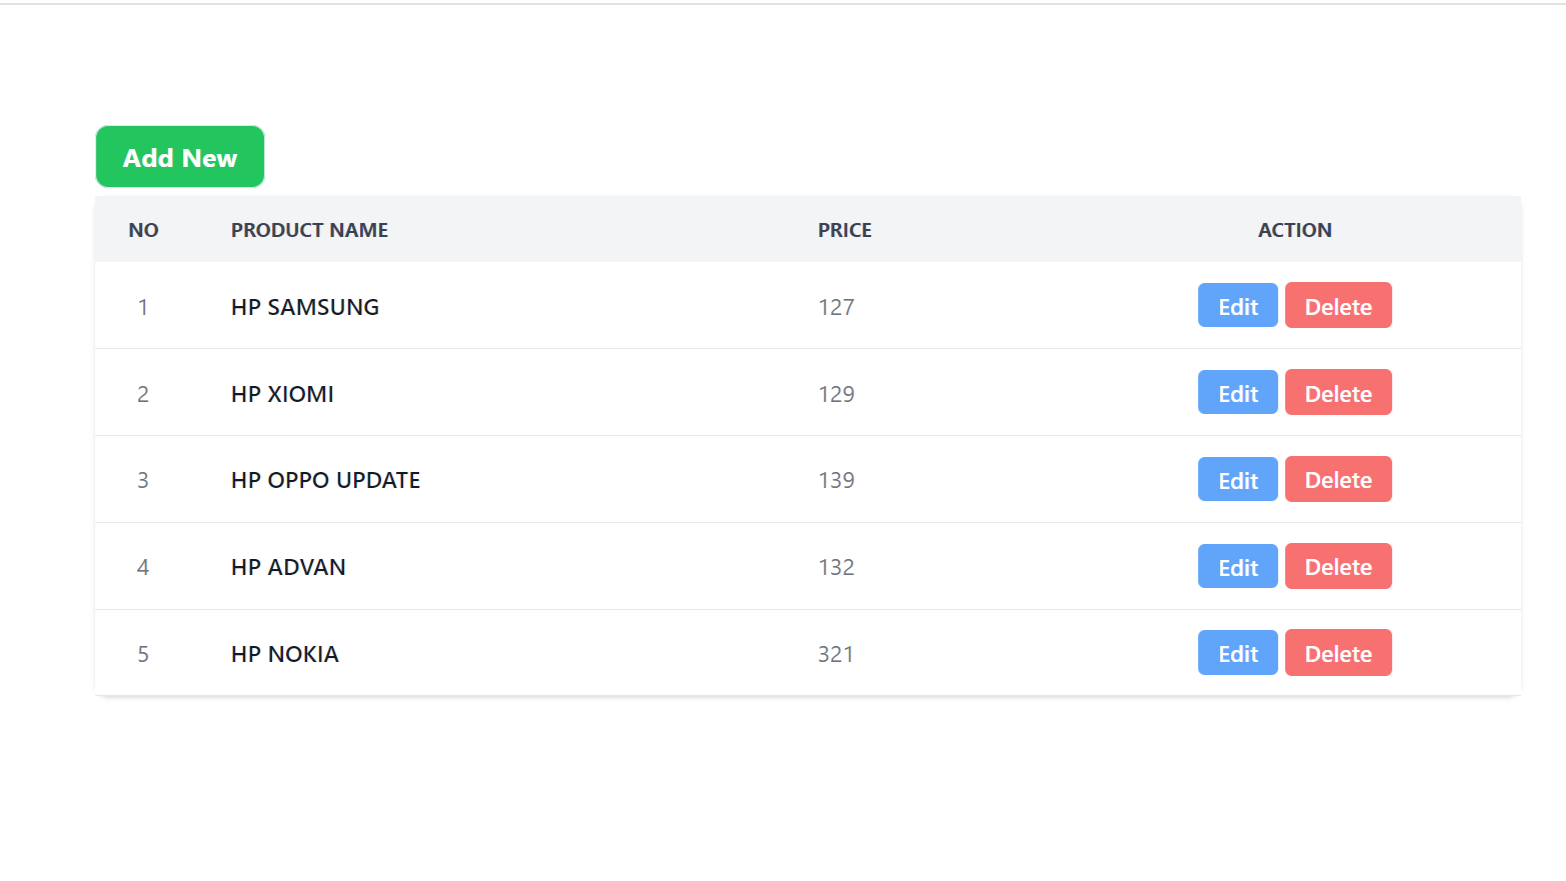 Add New
NO PRODUCT NAME PRICE ACTION
1 HP SAMSUNG 127 Edit Delete
2 HP XIOMI 129 Edit Delete
3 HP OPPO UPDATE 139 Edit Delete
4 HP ADVAN 132 Edit Delete
5 HP NOKIA 321 Edit Delete